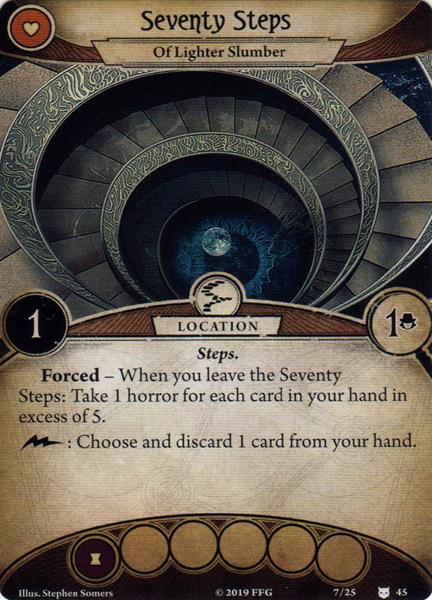 Seventy Steps
Of Lighter Slumber
1
1
LOCATION
Steps.
Forced – When you leave the Seventy
Steps: Take 1 horror for each card in your hand in
excess of 5.
: Choose and discard 1 card from your hand.
Illus. Stephen Somers
© 2019 FFG
7/25
45